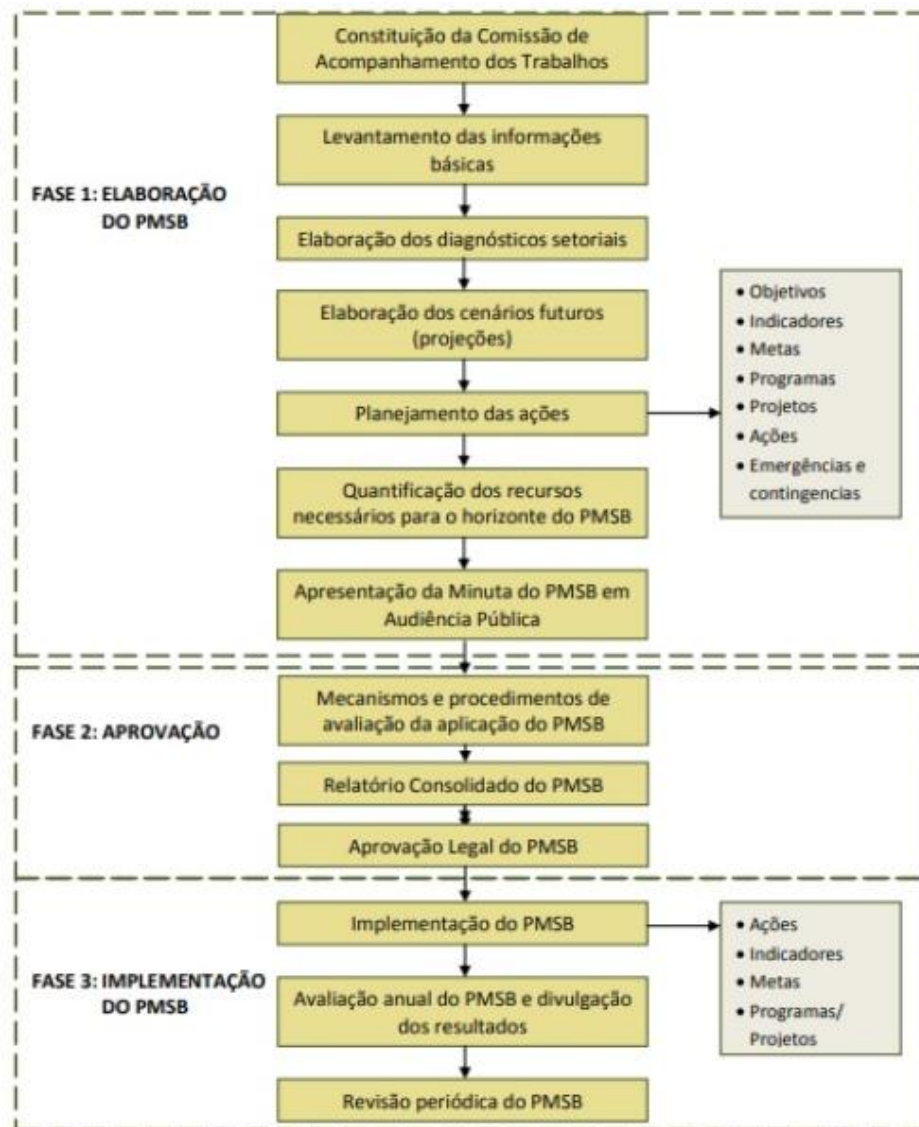 Constituição da Comissão de
Acompanhamento dos Trabalhos
Levantamento das informações
básicas
FASE 1: ELABORAÇÃO
DO PMSB
Elaboração dos diagnósticos setoriais
Elaboração dos cenários futuros
(projeções)
Planejamento das ações
• Objetivos
• Indicadores
• Metas
• Programas
• Projetos
• Ações
• Emergências e
contingencias
Quantificação dos recursos
necessários para o horizonte do PMSB
Apresentação da Minuta do PMSB em
Audiência Pública
FASE 2: APROVAÇÃO
Mecanismos e procedimentos de
avaliação da aplicação do PMSB
Relatório Consolidado do PMSB
Aprovação Legal do PMSB
FASE 3: IMPLEMENTAÇÃO
DO PMSB
Implementação do PMSB
• Ações
• Indicadores
• Metas
• Programas/
Projetos
Avaliação anual do PMSB e divulgação
dos resultados
Revisão periódica do PMSB